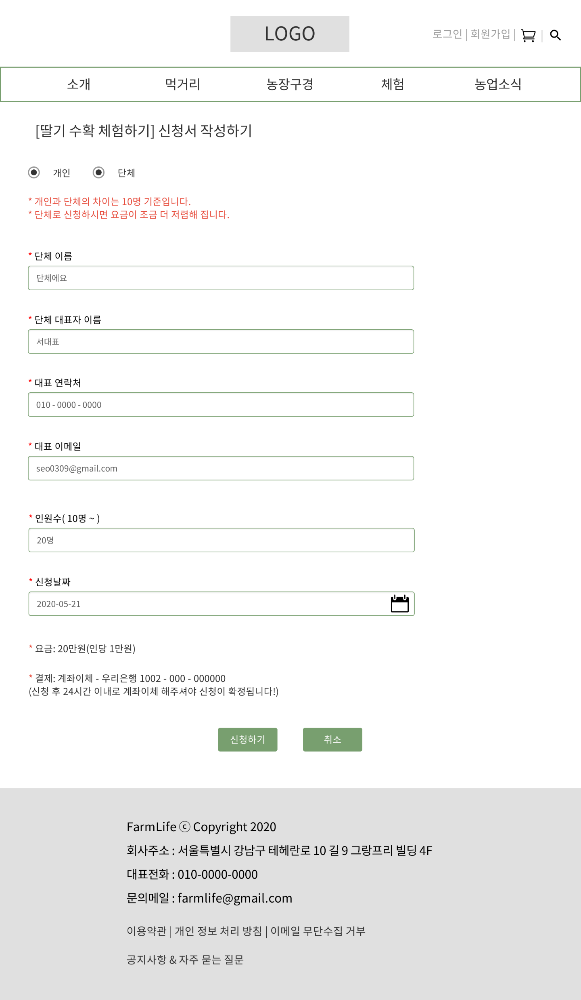 LOGO
로그인 | 회원가입 | |
소개 먹거리 농장구경 체험 농업소식
[딸기 수확 체험하기] 신청서 작성하기
개인 단체
* 개인과 단체의 차이는 10명 기준입니다.
* 단체로 신청하시면 요금이 조금 더 저렴해 집니다.
* 단체 이름
단체에요
* 단체 대표자 이름
서대표
* 대표 연락처
010 - 0000 - 0000
* 대표 이메일
seo0309@gmail.com
* 인원수( 10명 ~ )
20명
* 신청날짜
2020-05-21
* 요금: 20만원(인당 1만원)
* 결제: 계좌이체 - 우리은행 1002 - 000 - 000000
(신청 후 24시간 이내로 계좌이체 해주셔야 신청이 확정됩니다!)
신청하기 취소
FarmLife ⓒ Copyright 2020
회사주소 : 서울특별시 강남구 테헤란로 10 길 9 그랑프리 빌딩 4F
대표전화 : 010-0000-0000
문의메일 : farmlife@gmail.com
이용약관 | 개인 정보 처리 방침 | 이메일 무단수집 거부
공지사항 & 자주 묻는 질문